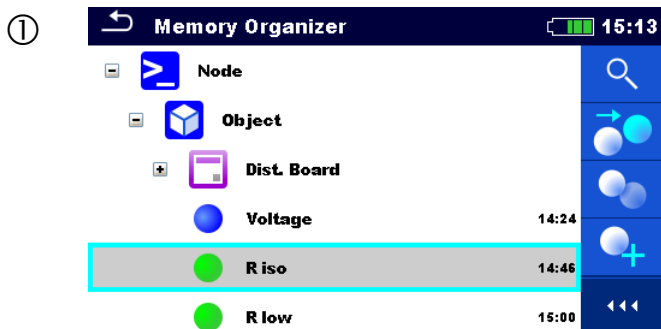 ①
Memory Organizer 15:13
Node
Object
Dist. Board
Voltage 14:24
R iso 14:46
R low 15:00